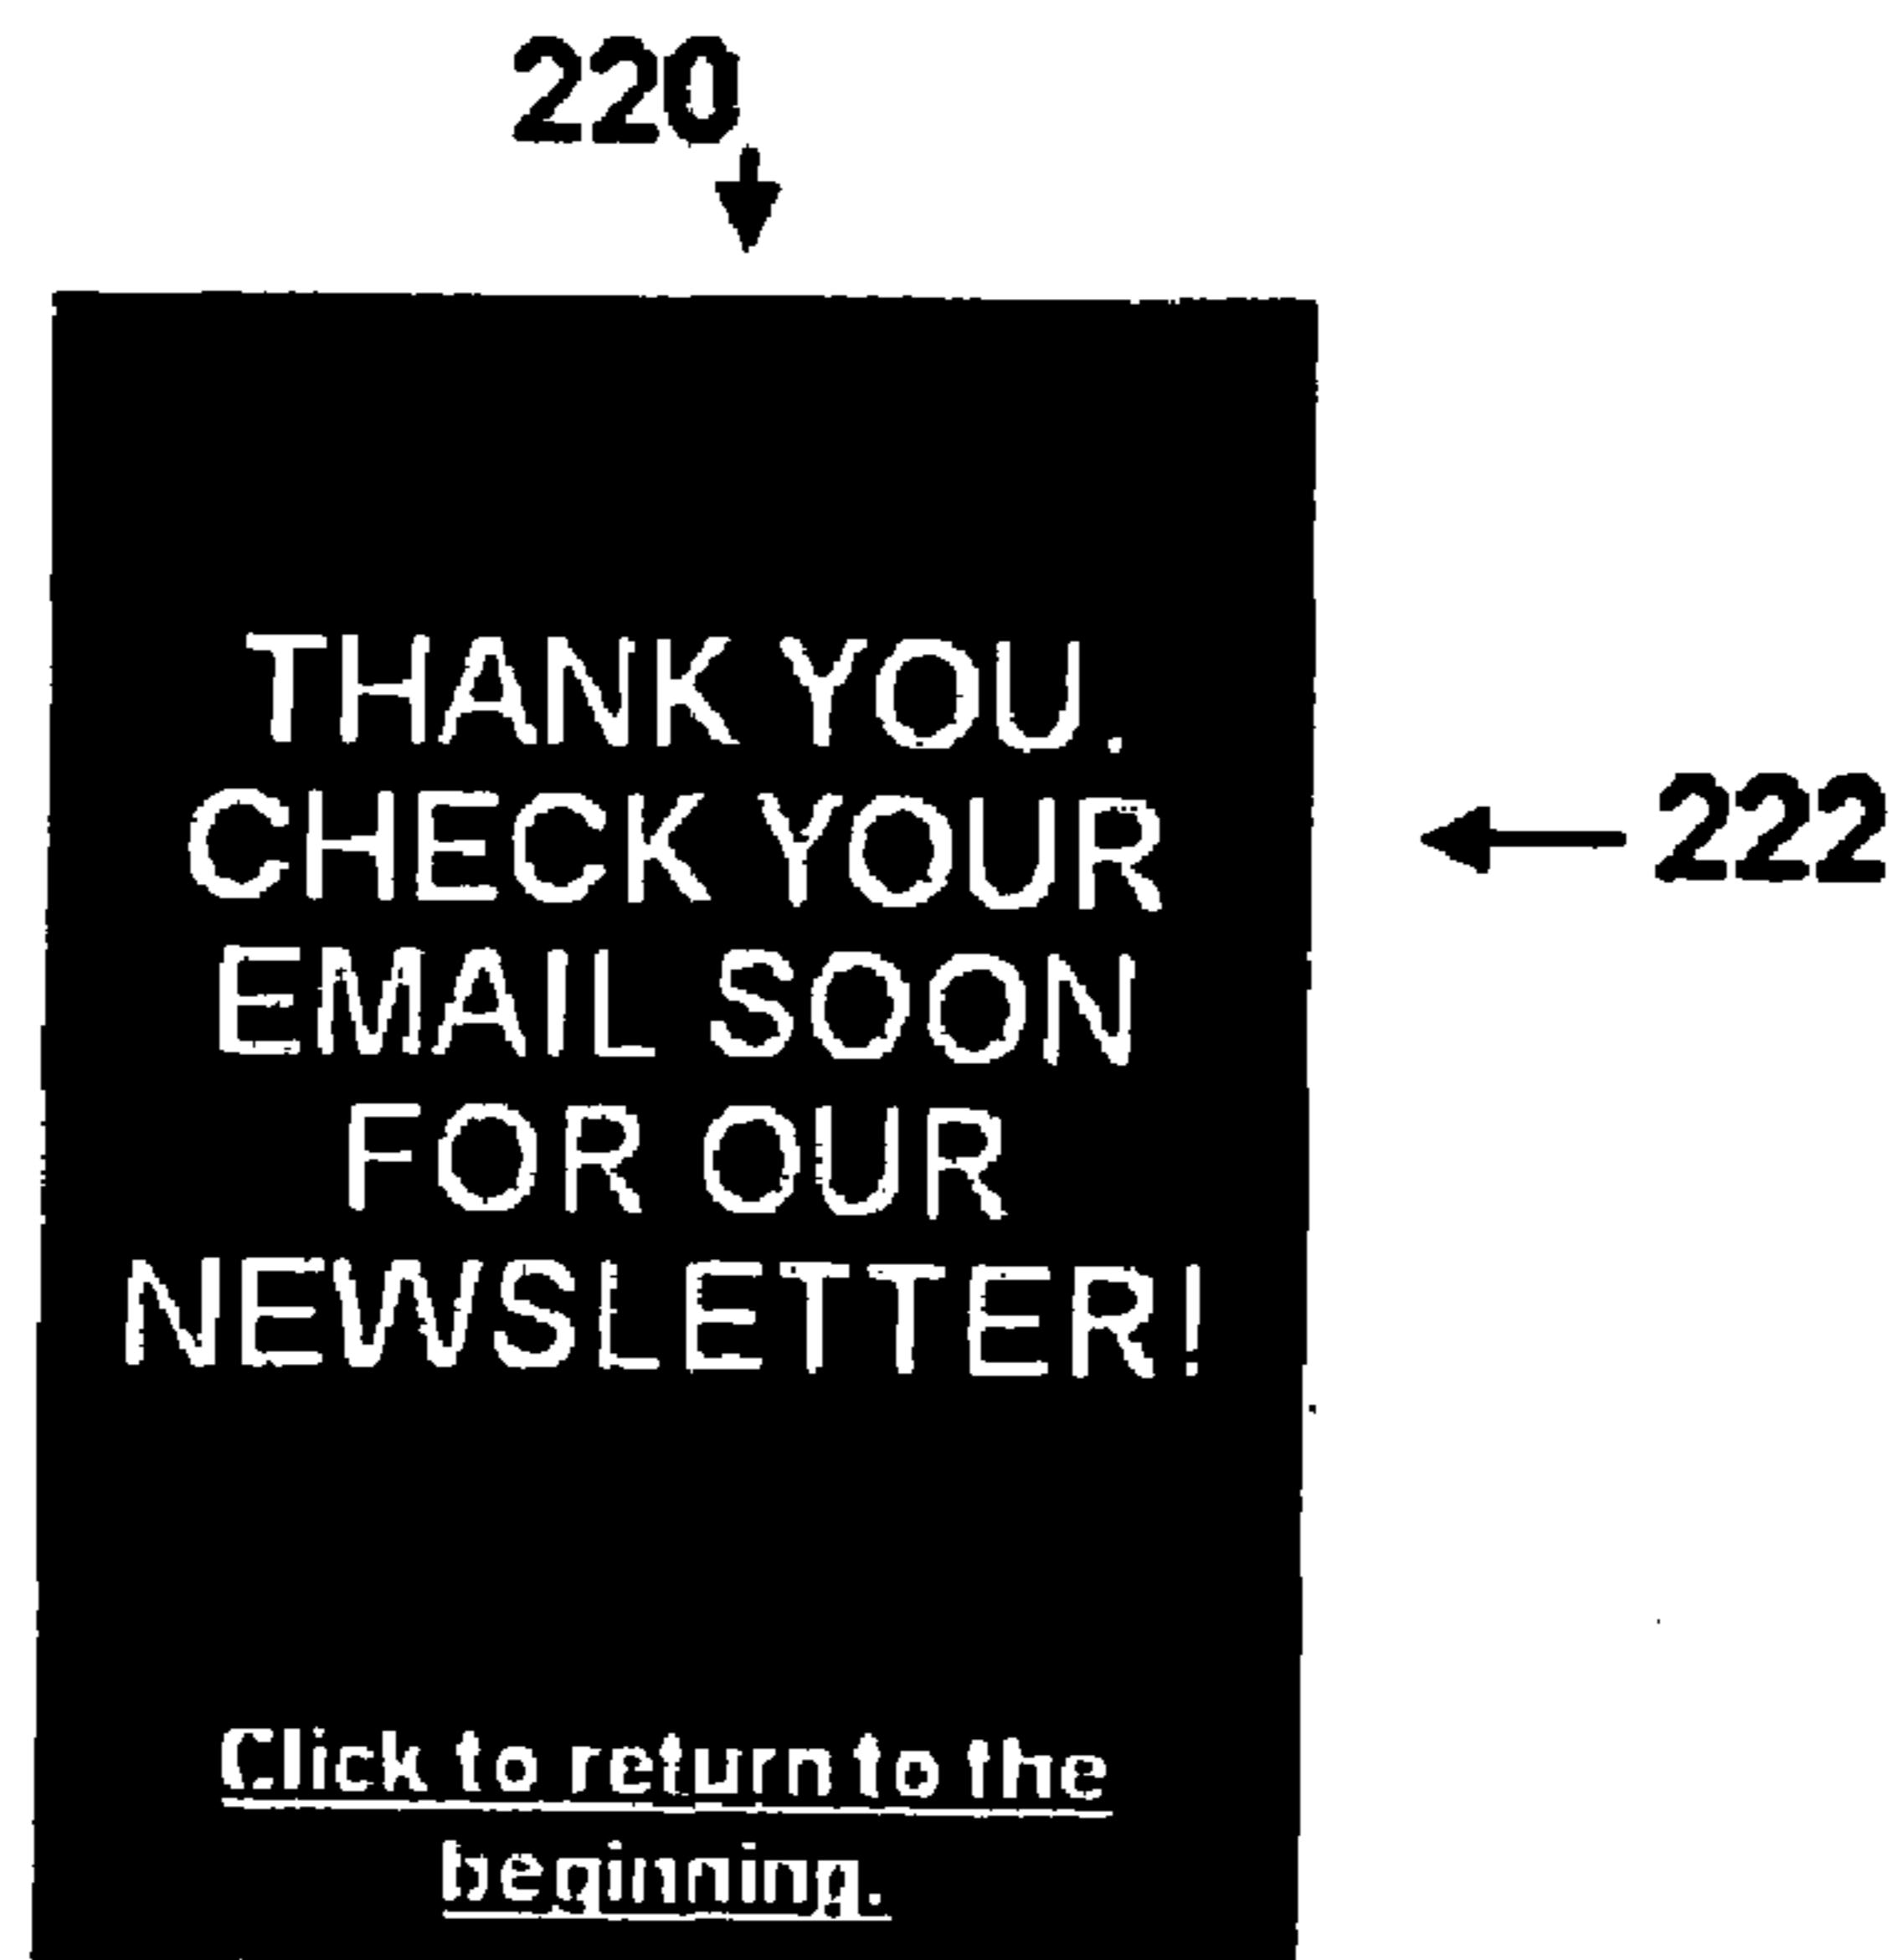 220
THANK YOU.
CHECK YOUR
222
EMAIL SOON
FOR OUR
NEWSLETTER!
Click to return to the
beginning.